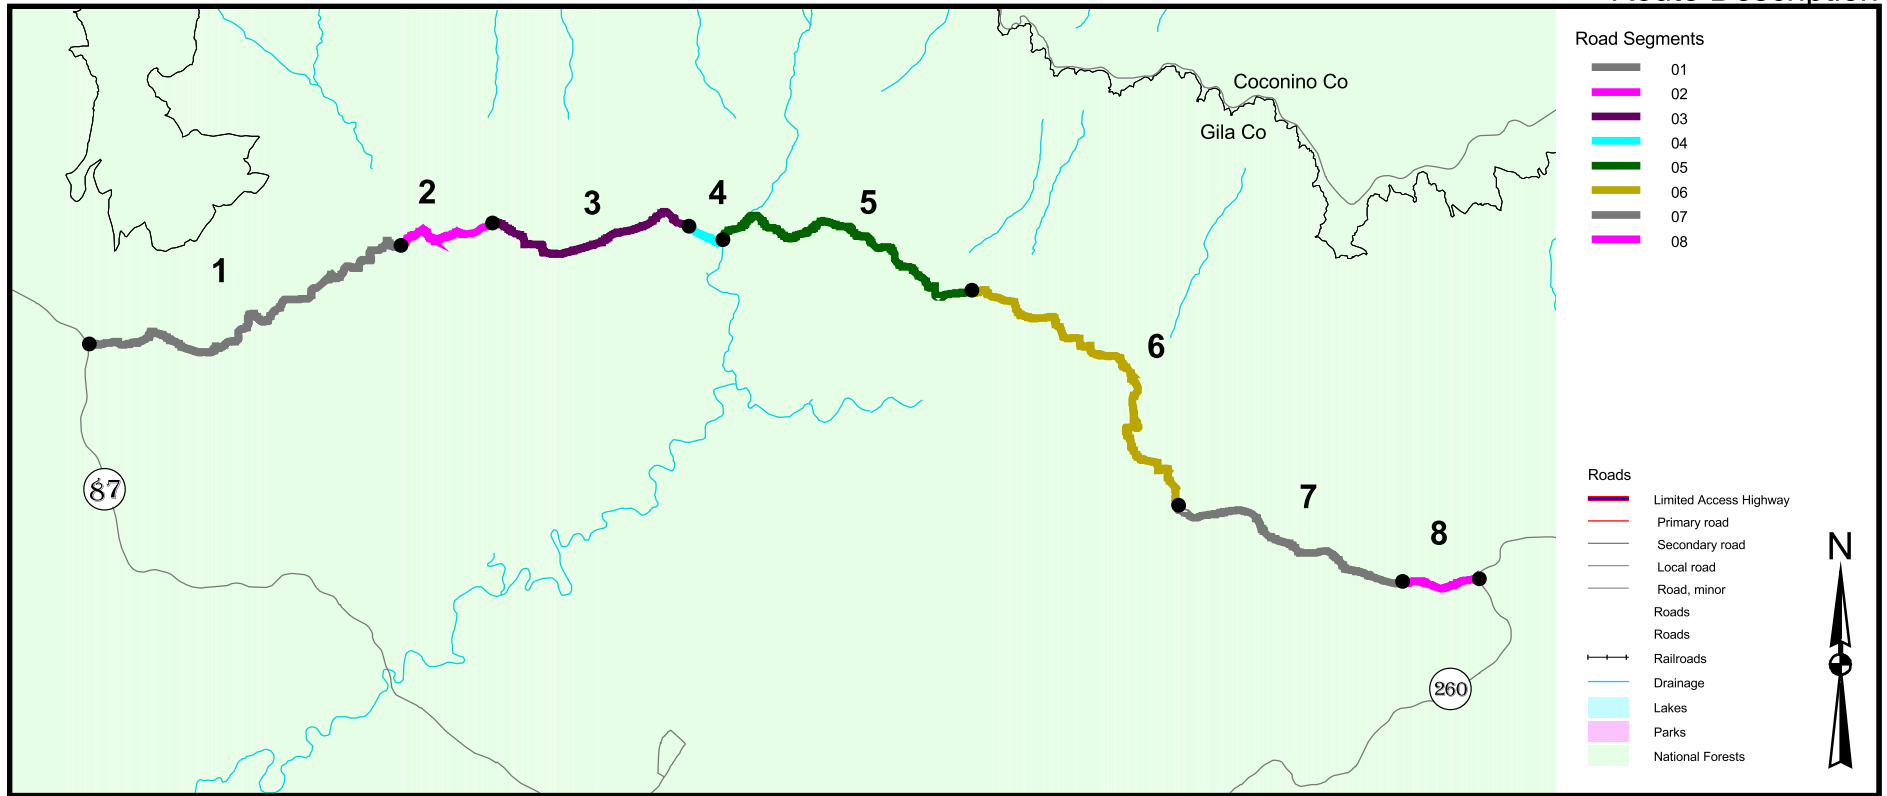 Route Description
Road Segments
01
02
03
04
05
06
07
08
Coconino Co
Gila Co
1
2
3
4
5
6
7
8
87
260
Roads
Limited Access Highway
Primary road
Secondary road
Local road
Road, minor
Roads
Roads
Railroads
Drainage
Lakes
Parks
National Forests
N